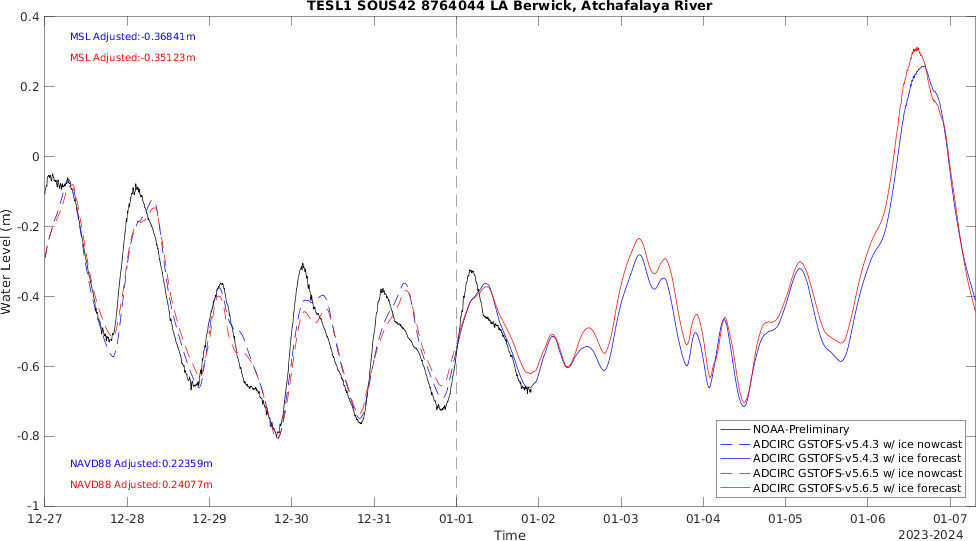 TESL1 SOUS42 8764044 LA Berwick, Atchafalaya River
MSL Adjusted:-0.36841m
MSL Adjusted:-0.35123m
0.4
0.2
0
-0.2
-0.4
-0.6
-0.8
-1
Water Level (m)
NAVD88 Adjusted:0.22359m
NAVD88 Adjusted:0.24077m
NOAA-Preliminary
ADCIRC GSTOFS-v5.4.3 w/ ice nowcast
ADCIRC GSTOFS-v5.4.3 w/ ice forecast
ADCIRC GSTOFS-v5.6.5 w/ ice nowcast
ADCIRC GSTOFS-v5.6.5 w/ ice forecast
12-27 12-28 12-29 12-30 12-31 01-01 01-02 01-03 01-04 01-05 01-06 01-07
Time
2023-2024